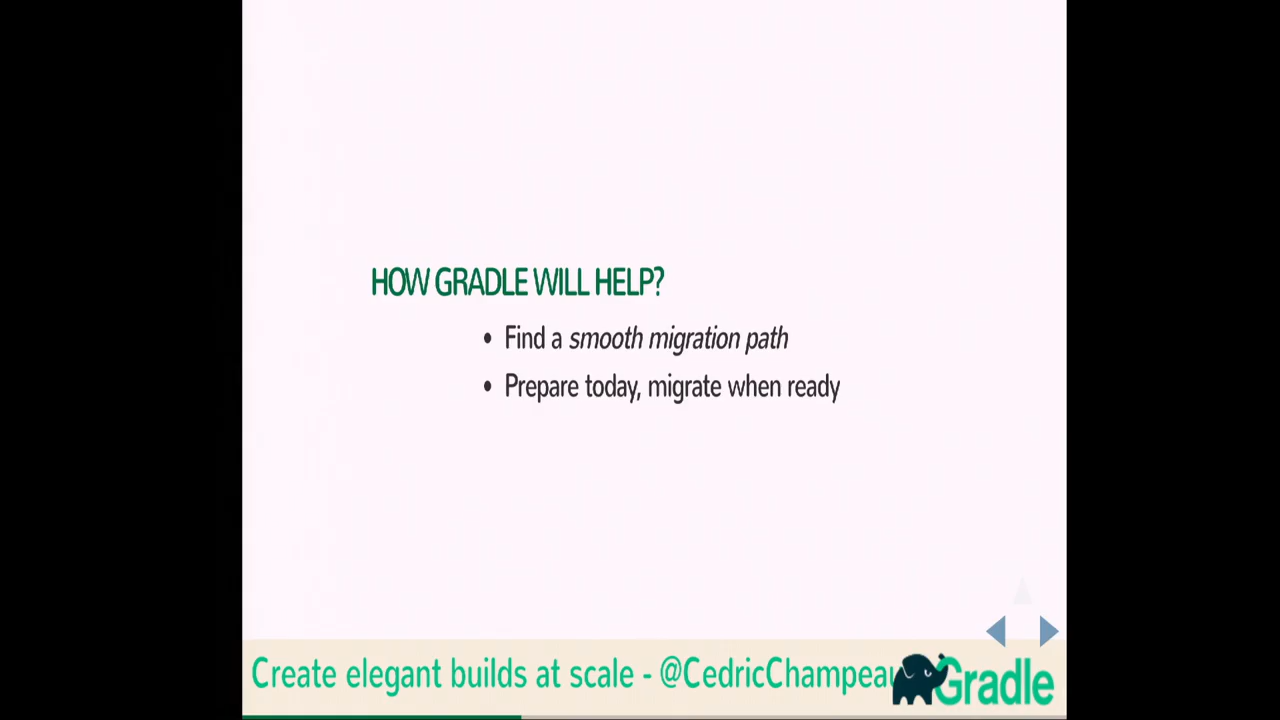 HOW GRADLE WILL HELP?
• Find a smooth migration path
• Prepare today, migrate when ready
Create elegant builds at scale - @CedricChampeau
Gradle